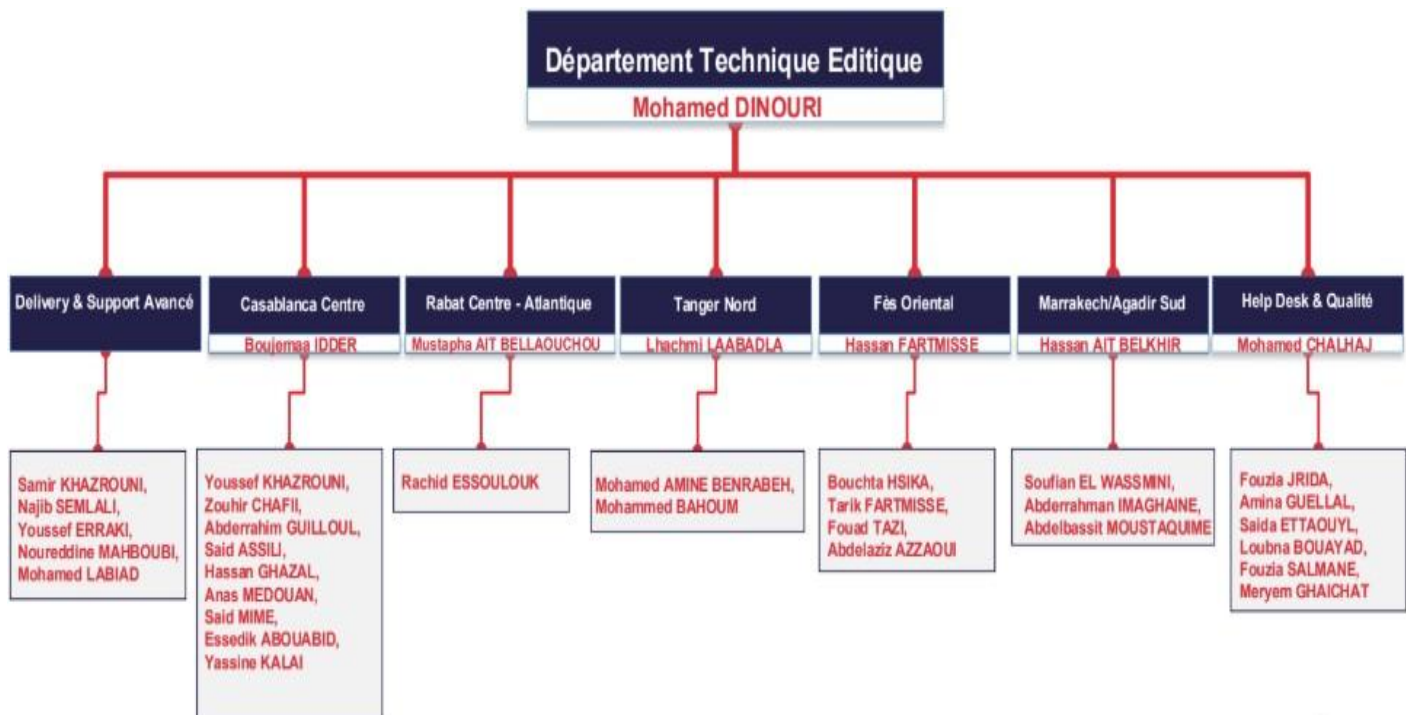 Département Technique Editique
Mohamed DINOURI
Delivery & Support Avancé
Casablanca Centre
Boujemaa IDDER
Rabat Centre - Atlantique
Mustapha AIT BELLAOUCHOU
Tanger Nord
Lhachmi LAABADLA
Fès Oriental
Hassan FARTMISSE
Marrakech/Agadir Sud
Hassan AIT BELKHIR
Help Desk & Qualité
Mohamed CHALHAJ
Samir KHAZROUNI,
Najib SEMLALI,
Youssef ERRAKI,
Noureddine MAHBOUBI,
Mohamed LABIAD
Youssef KHAZROUNI,
Zouhir CHAFII,
Abderrahim GUILLOUL,
Said ASSILI,
Hassan GHAZAL,
Anas MEDOUAN,
Said MIME,
Essedik ABOUABID,
Yassine KALAI
Rachid ESSOULOUK
Mohamed AMINE BENRABEH,
Mohammed BAHOUM
Bouchta HSIKA,
Tarik FARTMISSE,
Fouad TAZI,
Abdelaziz AZZAOUI
Soufian EL WASSMINI,
Abderrahman IMAGHAINE,
Abdelbassit MOUSTAQUIME
Fouzia JRIDA,
Amina GUELLAL,
Saida ETTAOUYL,
Loubna BOUAYAD,
Fouzia SALMANE,
Meryem GHAICHAT